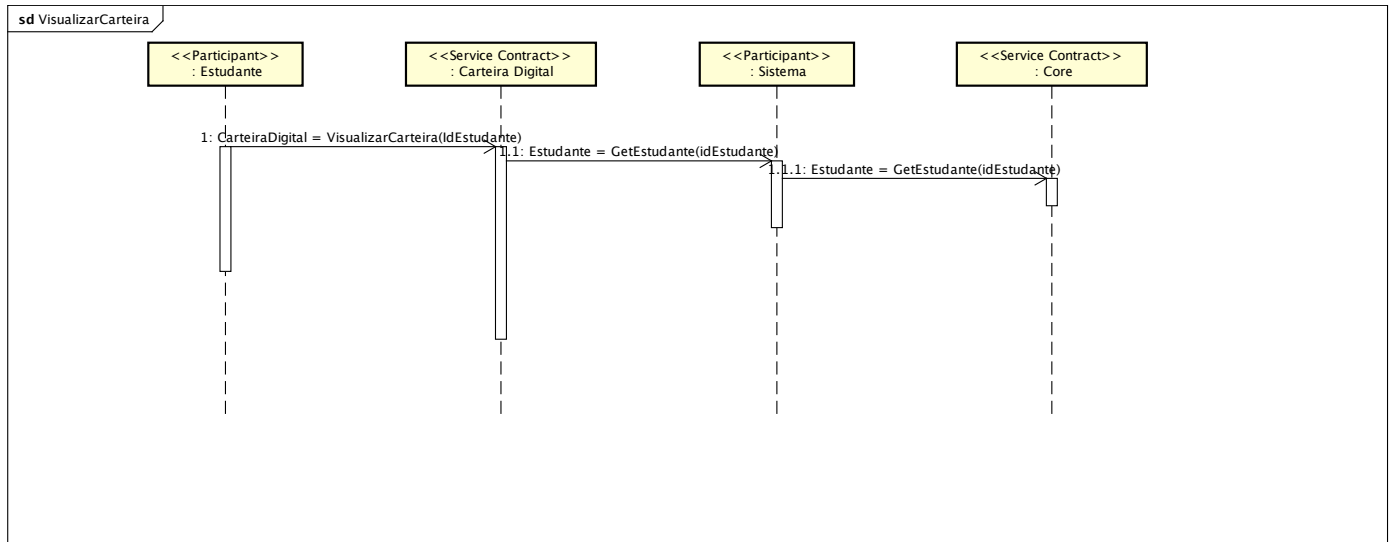 sd VisualizarCarteira
<<Participant>>
: Estudante
<<Service Contract>>
: Carteira Digital
<<Participant>>
: Sistema
<<Service Contract>>
: Core
1: CarteiraDigital = VisualizarCarteira(IdEstudante)
1.1: Estudante = GetEstudante(idEstudante)
1.1.1: Estudante = GetEstudante(idEstudante)